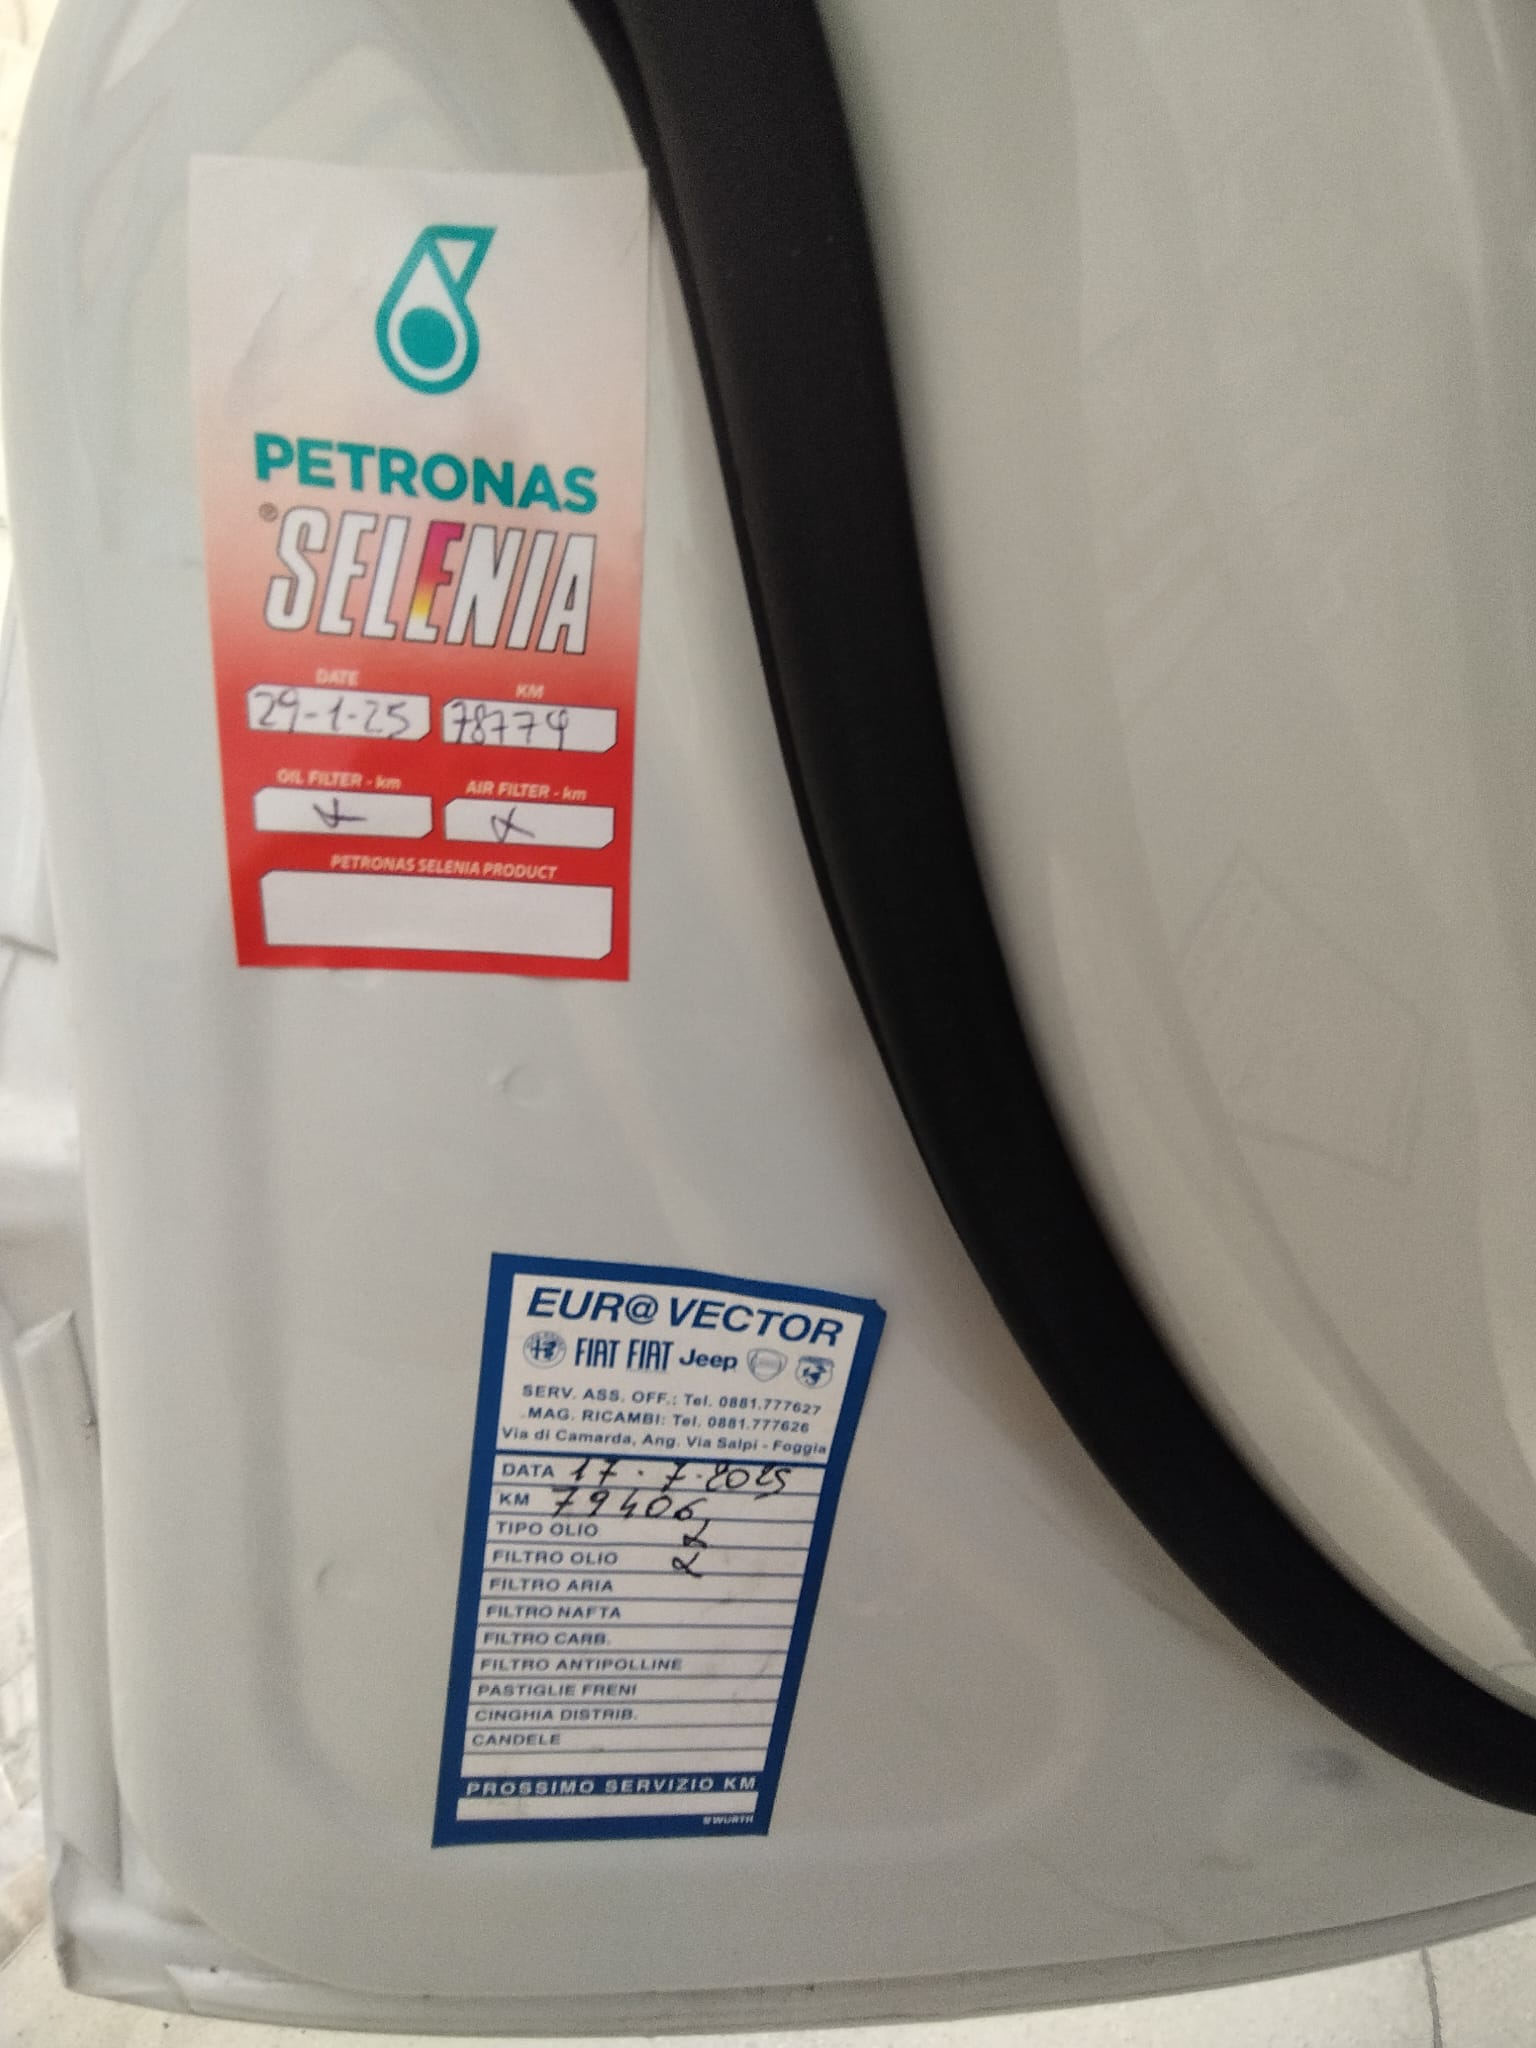 PETRONAS
SELENIA
DATE KM
29-1-25 78774
OIL FILTER - km AIR FILTER - km
x x
PETRONAS SELENIA PRODUCT
EUR@ VECTOR
FIAT FIAT Jeep
SERV. ASS. OFF.: Tel. 0881.777627
MAG. RICAMBI: Tel. 0881.777626
Via di Camarda, Ang. Via Salpi - Foggia
DATA 17.7.2025
KM 79406
TIPO OLIO x
FILTRO OLIO x
FILTRO ARIA
FILTRO NAFTA
FILTRO CARB.
FILTRO ANTIPOLLINE
PASTIGLIE FRENI
CINGHIA DISTRIB.
CANDELE
PROSSIMO SERVIZIO KM
WÜRTH